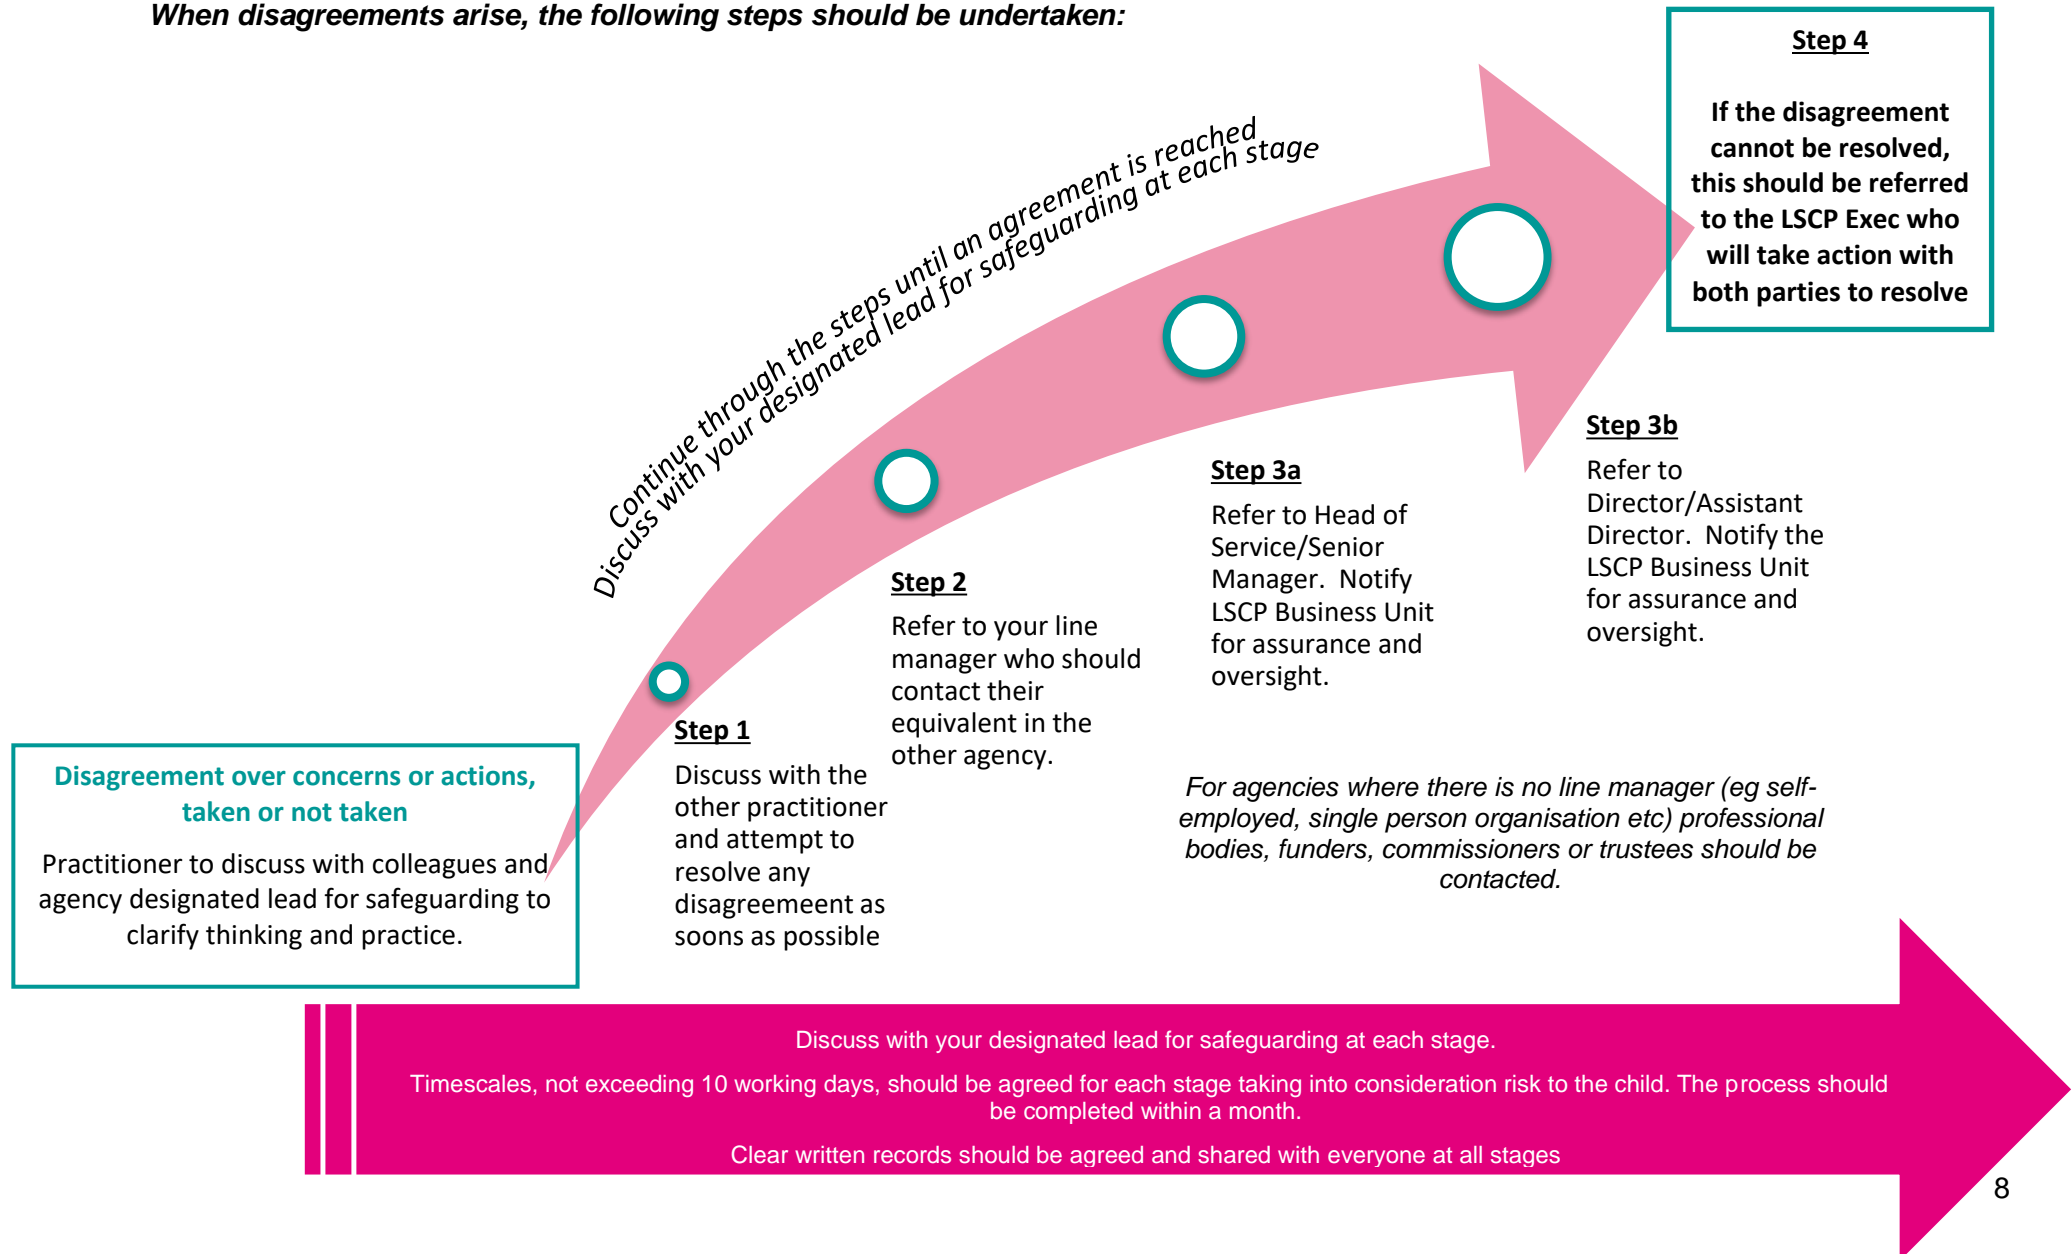 When disagreements arise, the following steps should be undertaken:
Step 4
If the disagreement
cannot be resolved,
this should be referred
to the LSCP Exec who
will take action with
both parties to resolve
Continue through the steps until an agreement is reached
Discuss with your designated lead for safeguarding at each stage
Step 3b
Refer to
Director/Assistant
Director.  Notify the
LSCP Business Unit
for assurance and
oversight.
Step 3a
Refer to Head of
Service/Senior
Manager.  Notify
LSCP Business Unit
for assurance and
oversight.
Step 2
Refer to your line
manager who should
contact their
equivalent in the
other agency.
Step 1
Discuss with the
other practitioner
and attempt to
resolve any
disagreemeent as
soons as possible
Disagreement over concerns or actions,
taken or not taken
Practitioner to discuss with colleagues and
agency designated lead for safeguarding to
clarify thinking and practice.
For agencies where there is no line manager (eg self-
employed, single person organisation etc) professional
bodies, funders, commissioners or trustees should be
contacted.
Discuss with your designated lead for safeguarding at each stage.
Timescales, not exceeding 10 working days, should be agreed for each stage taking into consideration risk to the child. The process should
be completed within a month.
Clear written records should be agreed and shared with everyone at all stages
8